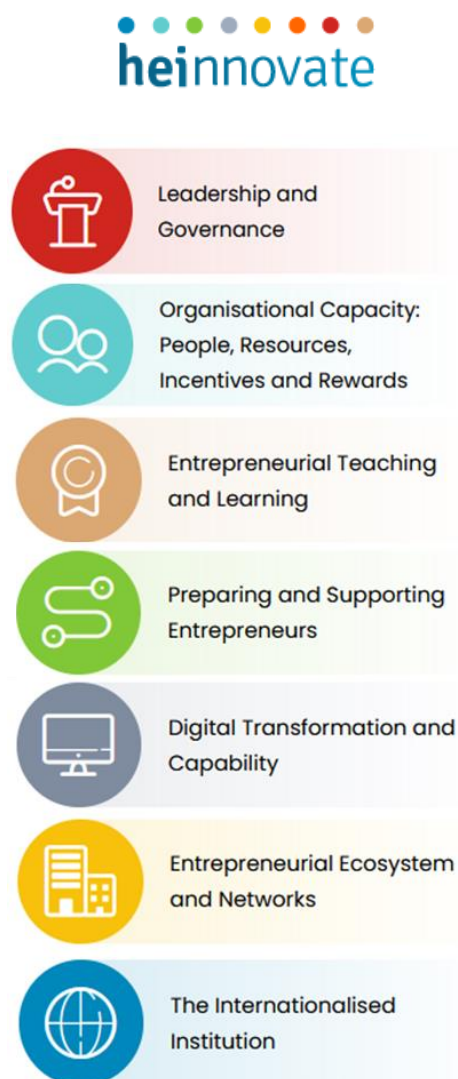 heinnovate
Leadership and
Governance
Organisational Capacity:
People, Resources,
Incentives and Rewards
Entrepreneurial Teaching
and Learning
Preparing and Supporting
Entrepreneurs
Digital Transformation and
Capability
Entrepreneurial Ecosystem
and Networks
The Internationalised
Institution